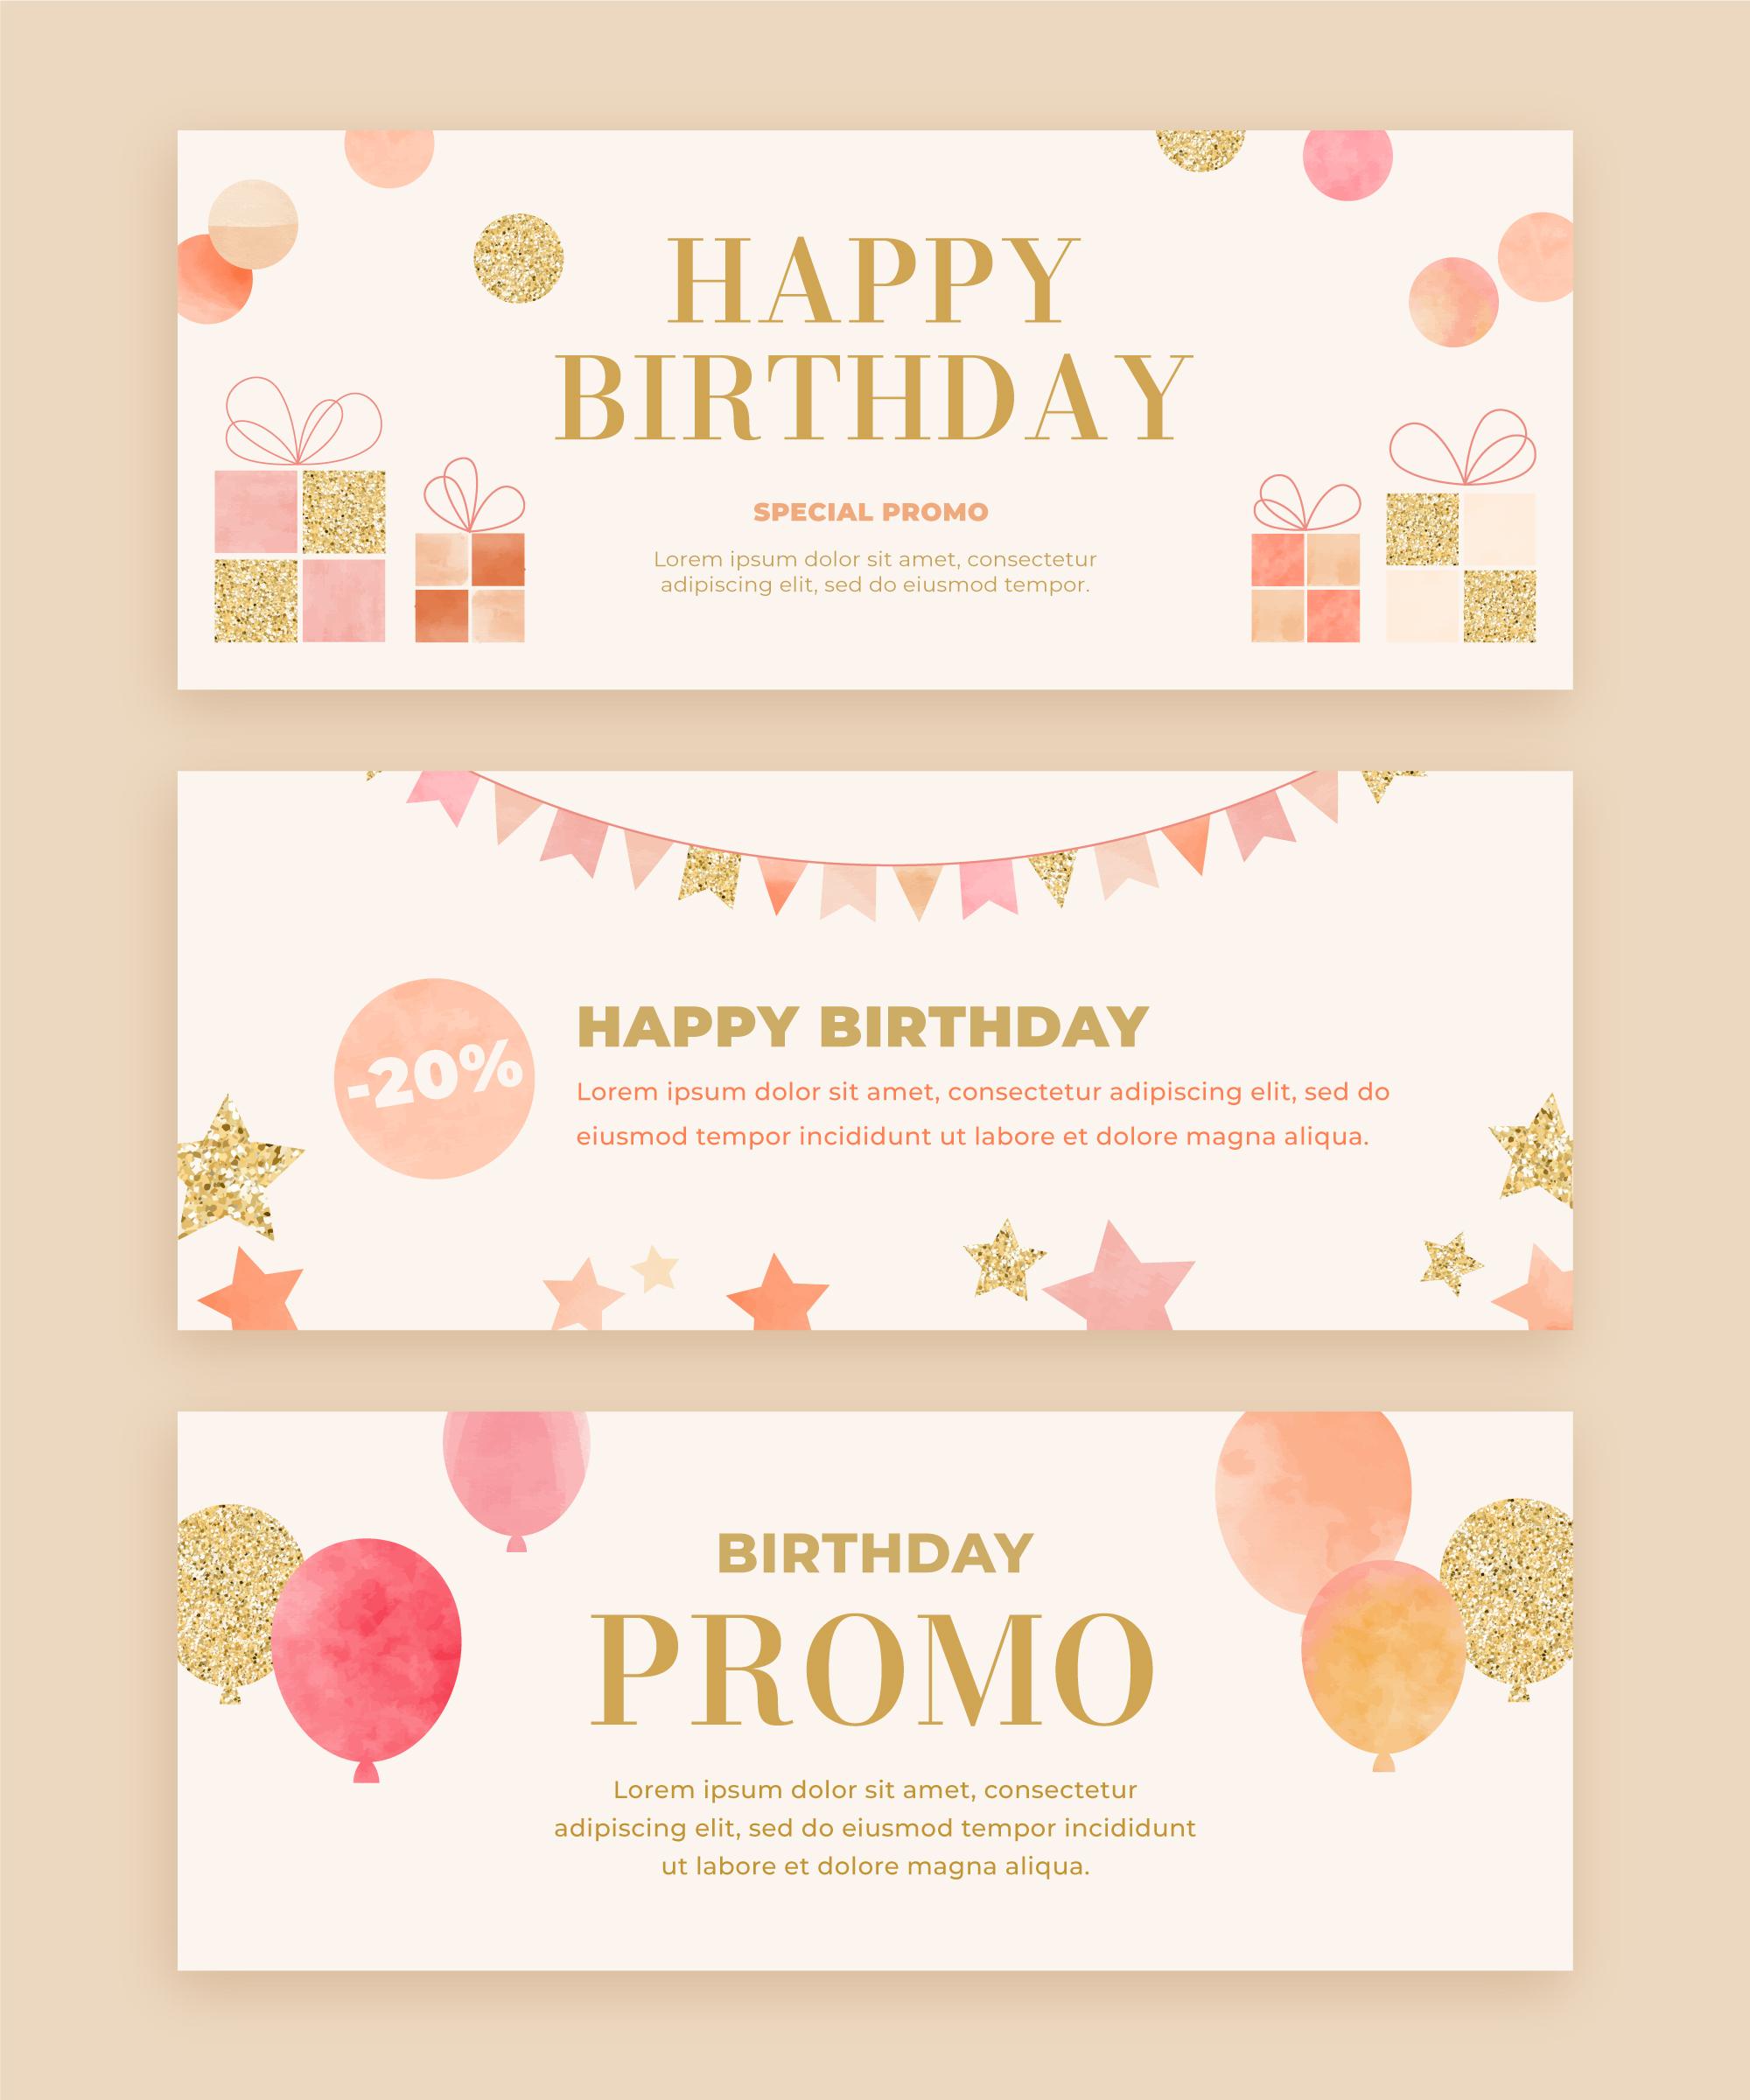 HAPPY
BIRTHDAY
SPECIAL PROMO
Lorem ipsum dolor sit amet, consectetur
adipiscing elit, sed do eiusmod tempor.
-20%
HAPPY BIRTHDAY
Lorem ipsum dolor sit amet, consectetur adipiscing elit, sed do
eiusmod tempor incididunt ut labore et dolore magna aliqua.
BIRTHDAY
PROMO
Lorem ipsum dolor sit amet, consectetur
adipiscing elit, sed do eiusmod tempor incididunt
ut labore et dolore magna aliqua.